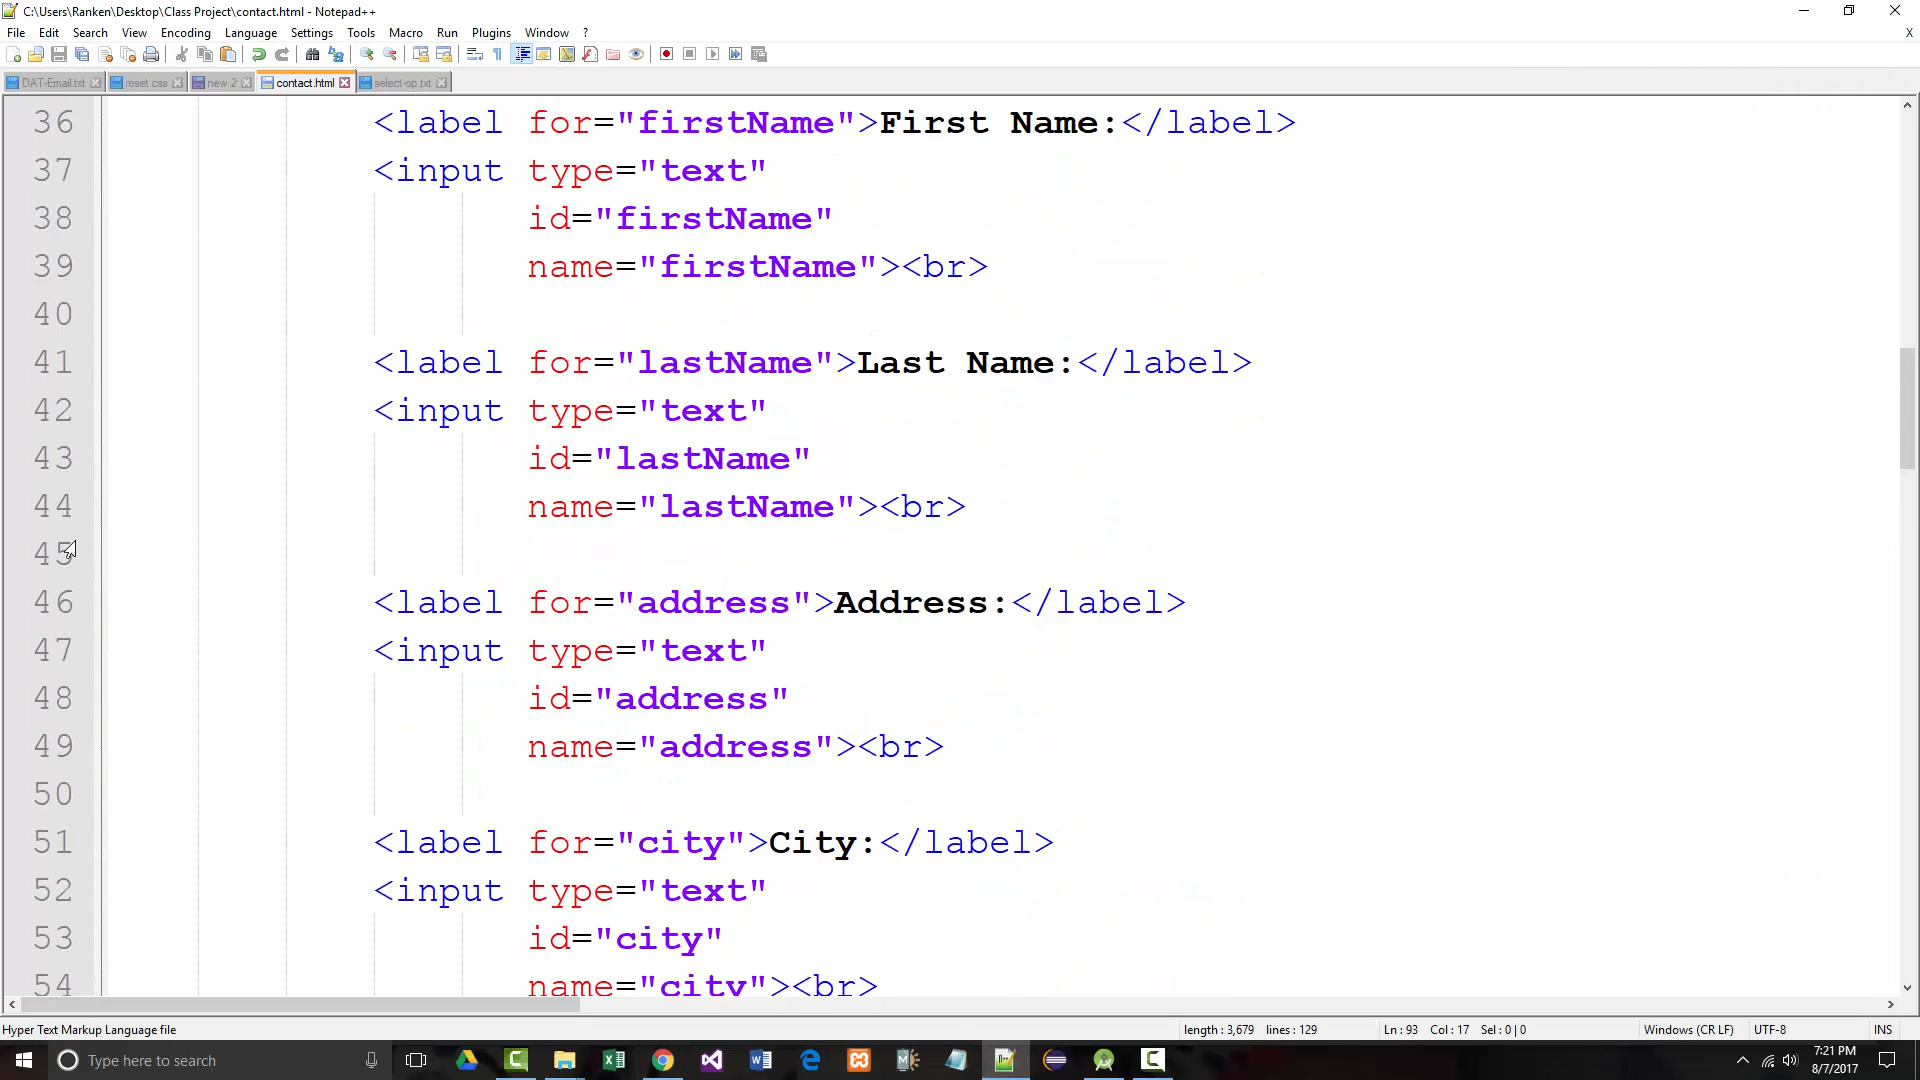 C:\Users\Ranken\Desktop\Class Project\contact.html - Notepad++
File Edit Search View Encoding Language Settings Tools Macro Run Plugins Window ? X
DAT-Email.txt reset css new 2 contact.html select-op.txt
36 <label for="firstName">First Name:</label>
37 <input type="text"
38 id="firstName"
39 name="firstName"><br>
40
41 <label for="lastName">Last Name:</label>
42 <input type="text"
43 id="lastName"
44 name="lastName"><br>
45
46 <label for="address">Address:</label>
47 <input type="text"
48 id="address"
49 name="address"><br>
50
51 <label for="city">City:</label>
52 <input type="text"
53 id="city"
54 name="city"><br>
Hyper Text Markup Language file length : 3,679 lines : 129 Ln : 93 Col : 17 Sel : 0 | 0 Windows (CR LF) UTF-8 INS
Type here to search
7:21 PM
8/7/2017